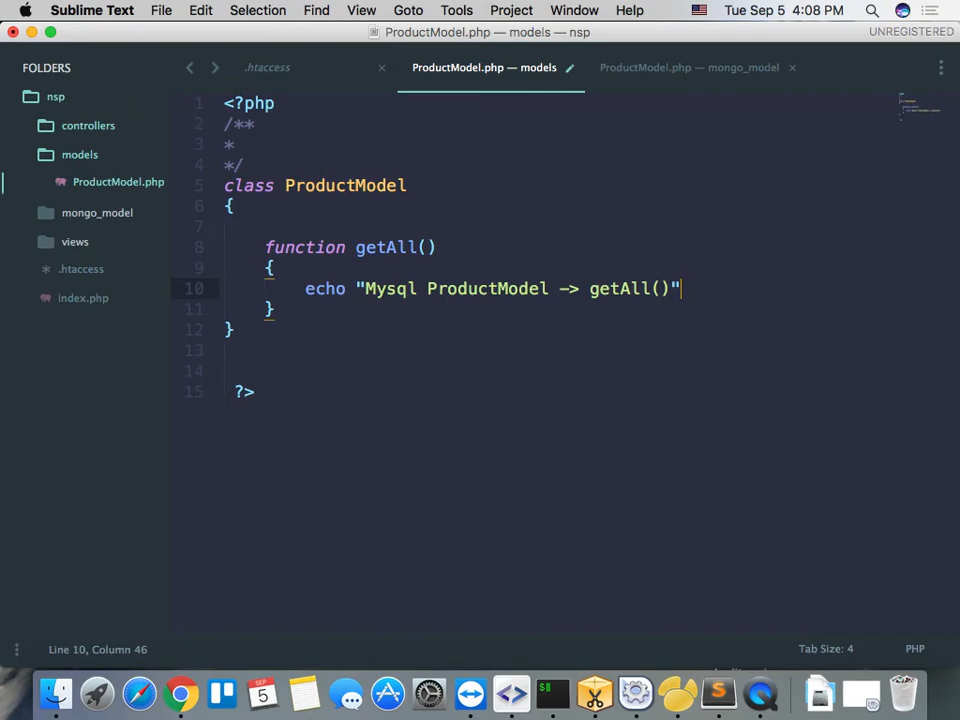 Sublime Text File Edit Selection Find View Goto Tools Project Window Help Tue Sep 5 4:08 PM
ProductModel.php — models — nsp UNREGISTERED
FOLDERS
.htaccess
ProductModel.php — models
ProductModel.php — mongo_model
nsp
controllers
models
ProductModel.php
mongo_model
views
.htaccess
index.php
1 <?php
2 /**
3 *
4 */
5 class ProductModel
6 {
7
8 function getAll()
9 {
10 echo "Mysql ProductModel -> getAll()"
11 }
12 }
13
14
15 ?>
Line 10, Column 46 Tab Size: 4 PHP
SEP
5
$